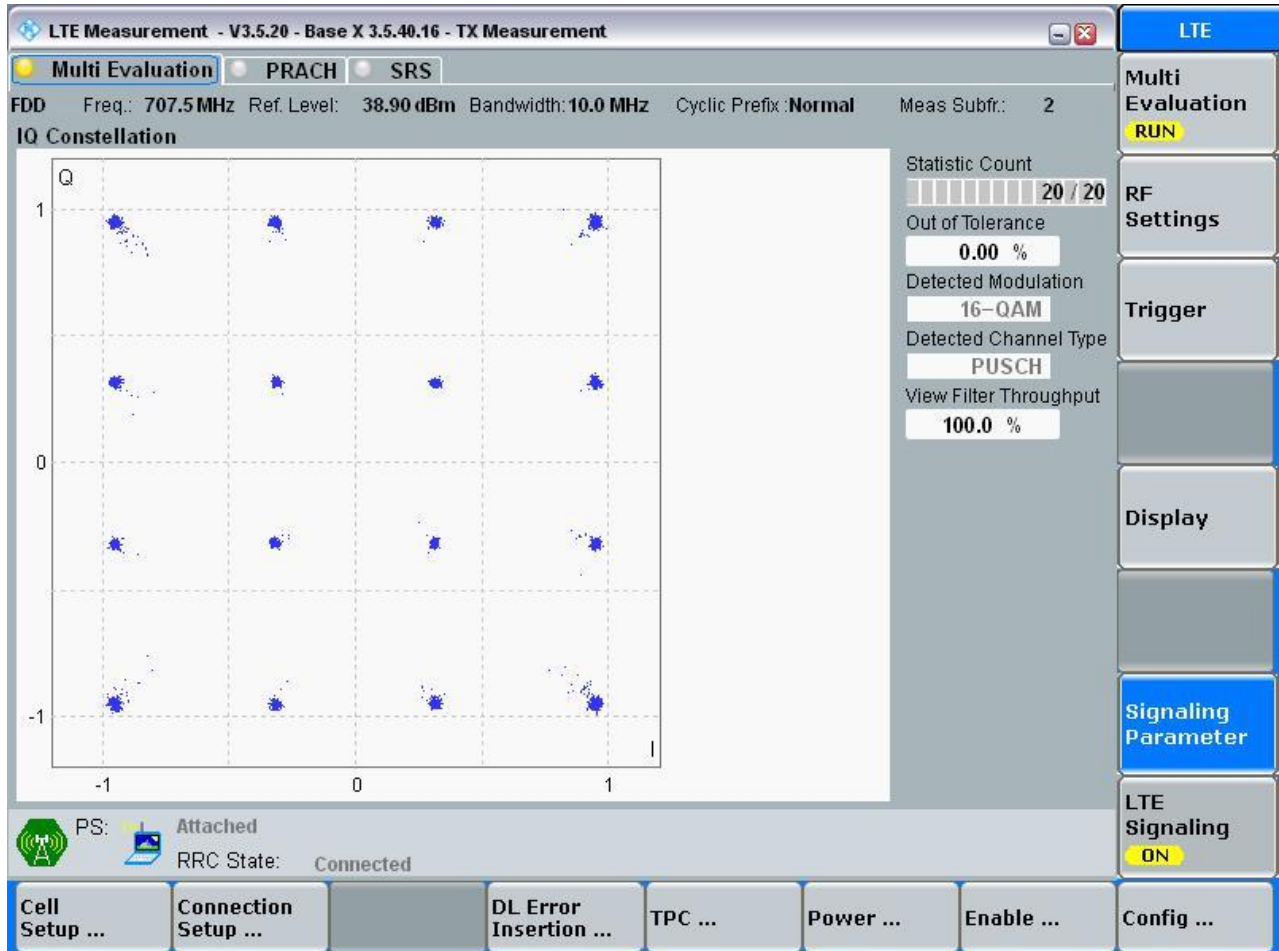 LTE Measurement - V3.5.20 - Base X 3.5.40.16 - TX Measurement
LTE
Multi Evaluation PRACH SRS
FDD Freq.: 707.5 MHz Ref. Level: 38.90 dBm Bandwidth: 10.0 MHz Cyclic Prefix : Normal Meas Subfr.: 2
IQ Constellation
Q
1
0
-1
-1 0 1
I
Statistic Count
20 / 20
Out of Tolerance
0.00 %
Detected Modulation
16-QAM
Detected Channel Type
PUSCH
View Filter Throughput
100.0 %
Multi
Evaluation
RUN
RF
Settings
Trigger
Display
Signaling
Parameter
LTE
Signaling
ON
PS: Attached
RRC State: Connected
Cell
Setup ...
Connection
Setup ...
DL Error
Insertion ...
TPC ...
Power ...
Enable ...
Config ...